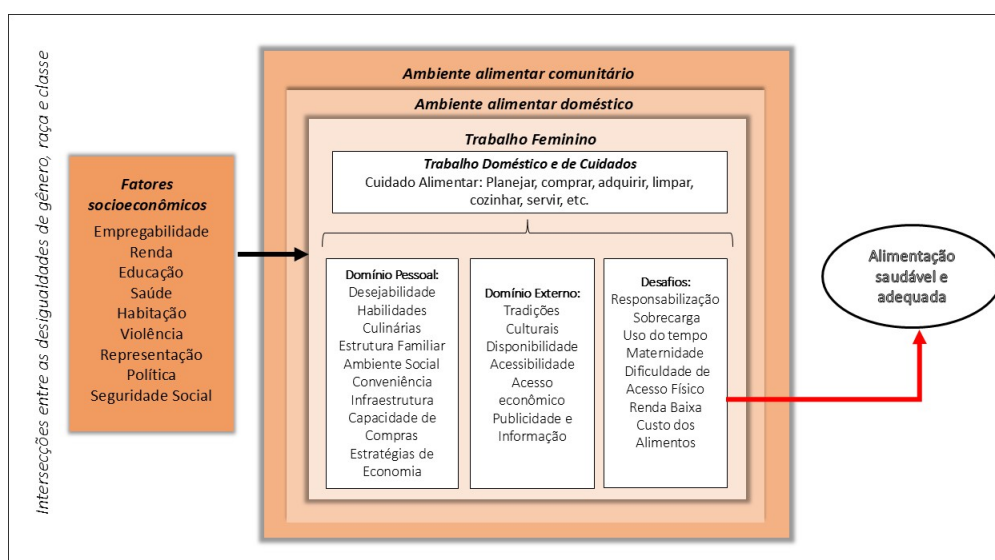 Intersecções entre as desigualdades de gênero, raça e classe
Fatores
socioeconômicos
Empregabilidade
Renda
Educação
Saúde
Habitação
Violência
Representação
Política
Seguridade Social
Ambiente alimentar comunitário
Ambiente alimentar doméstico
Trabalho Feminino
Trabalho Doméstico e de Cuidados
Cuidado Alimentar: Planejar, comprar, adquirir, limpar,
cozinhar, servir, etc.
Domínio Pessoal:
Desejabilidade
Habilidades
Culinárias
Estrutura Familiar
Ambiente Social
Conveniência
Infraestrutura
Capacidade de
Compras
Estratégias de
Economia
Domínio Externo:
Tradições
Culturais
Disponibilidade
Acessibilidade
Acesso
econômico
Publicidade e
Informação
Desafios:
Responsabilização
Sobrecarga
Uso do tempo
Maternidade
Dificuldade de
Acesso Físico
Renda Baixa
Custo dos
Alimentos
Alimentação
saudável e
adequada